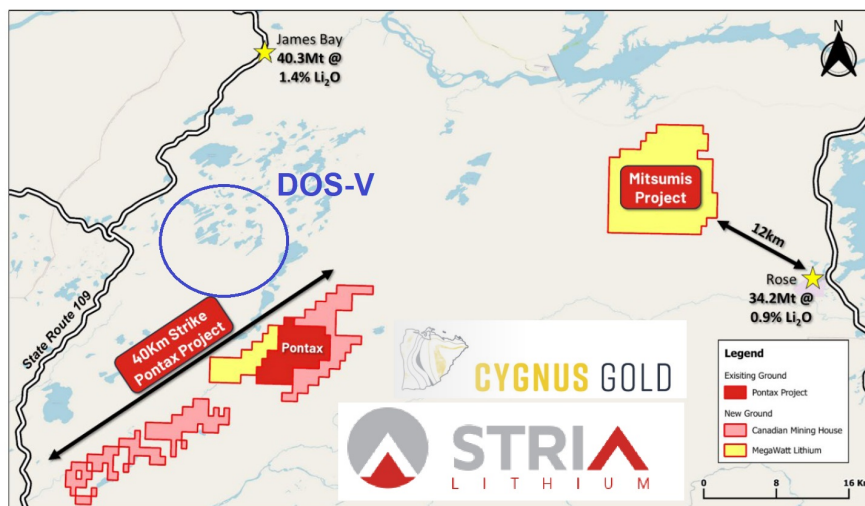 James Bay
40.3Mt @
1.4% Li₂O
N
DOS-V
Mitsumis
Project
12km
Rose
34.2Mt @
0.9% Li₂O
State Route 109
40Km Strike
Pontax Project
Pontax
CYGNUS GOLD
STRIA
LITHIUM
Legend
Exisiting Ground
Pontax Project
New Ground
Canadian Mining House
MegaWatt Lithium
0 8 16 Km